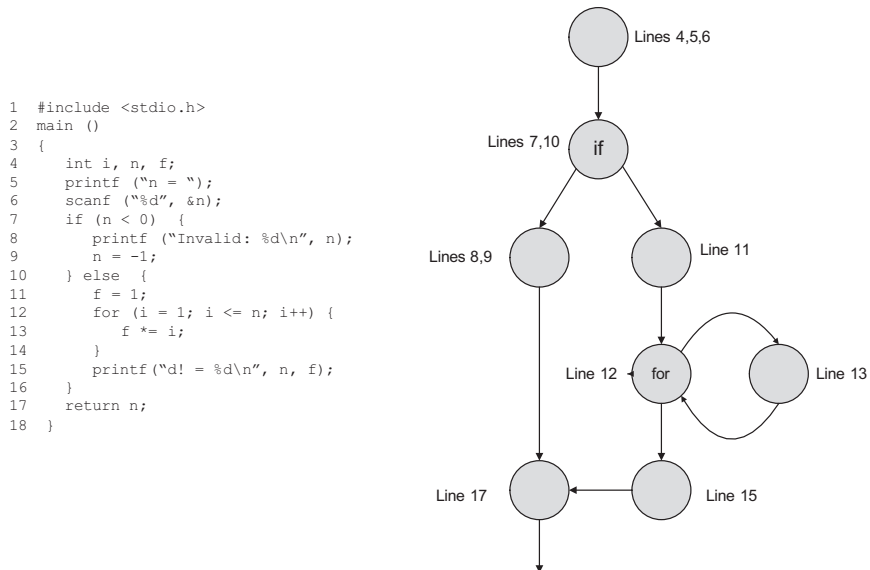 1 #include <stdio.h>
2 main ()
3 {
4 int i, n, f;
5 printf (“n = “);
6 scanf (“%d”, &n);
7 if (n < 0) {
8 printf (“Invalid: %d\n”, n);
9 n = -1;
10 } else {
11 f = 1;
12 for (i = 1; i <= n; i++) {
13 f *= i;
14 }
15 printf(“d! = %d\n”, n, f);
16 }
17 return n;
18 }
Lines 4,5,6
Lines 7,10
if
Lines 8,9
Line 11
Line 12
for
Line 13
Line 17
Line 15